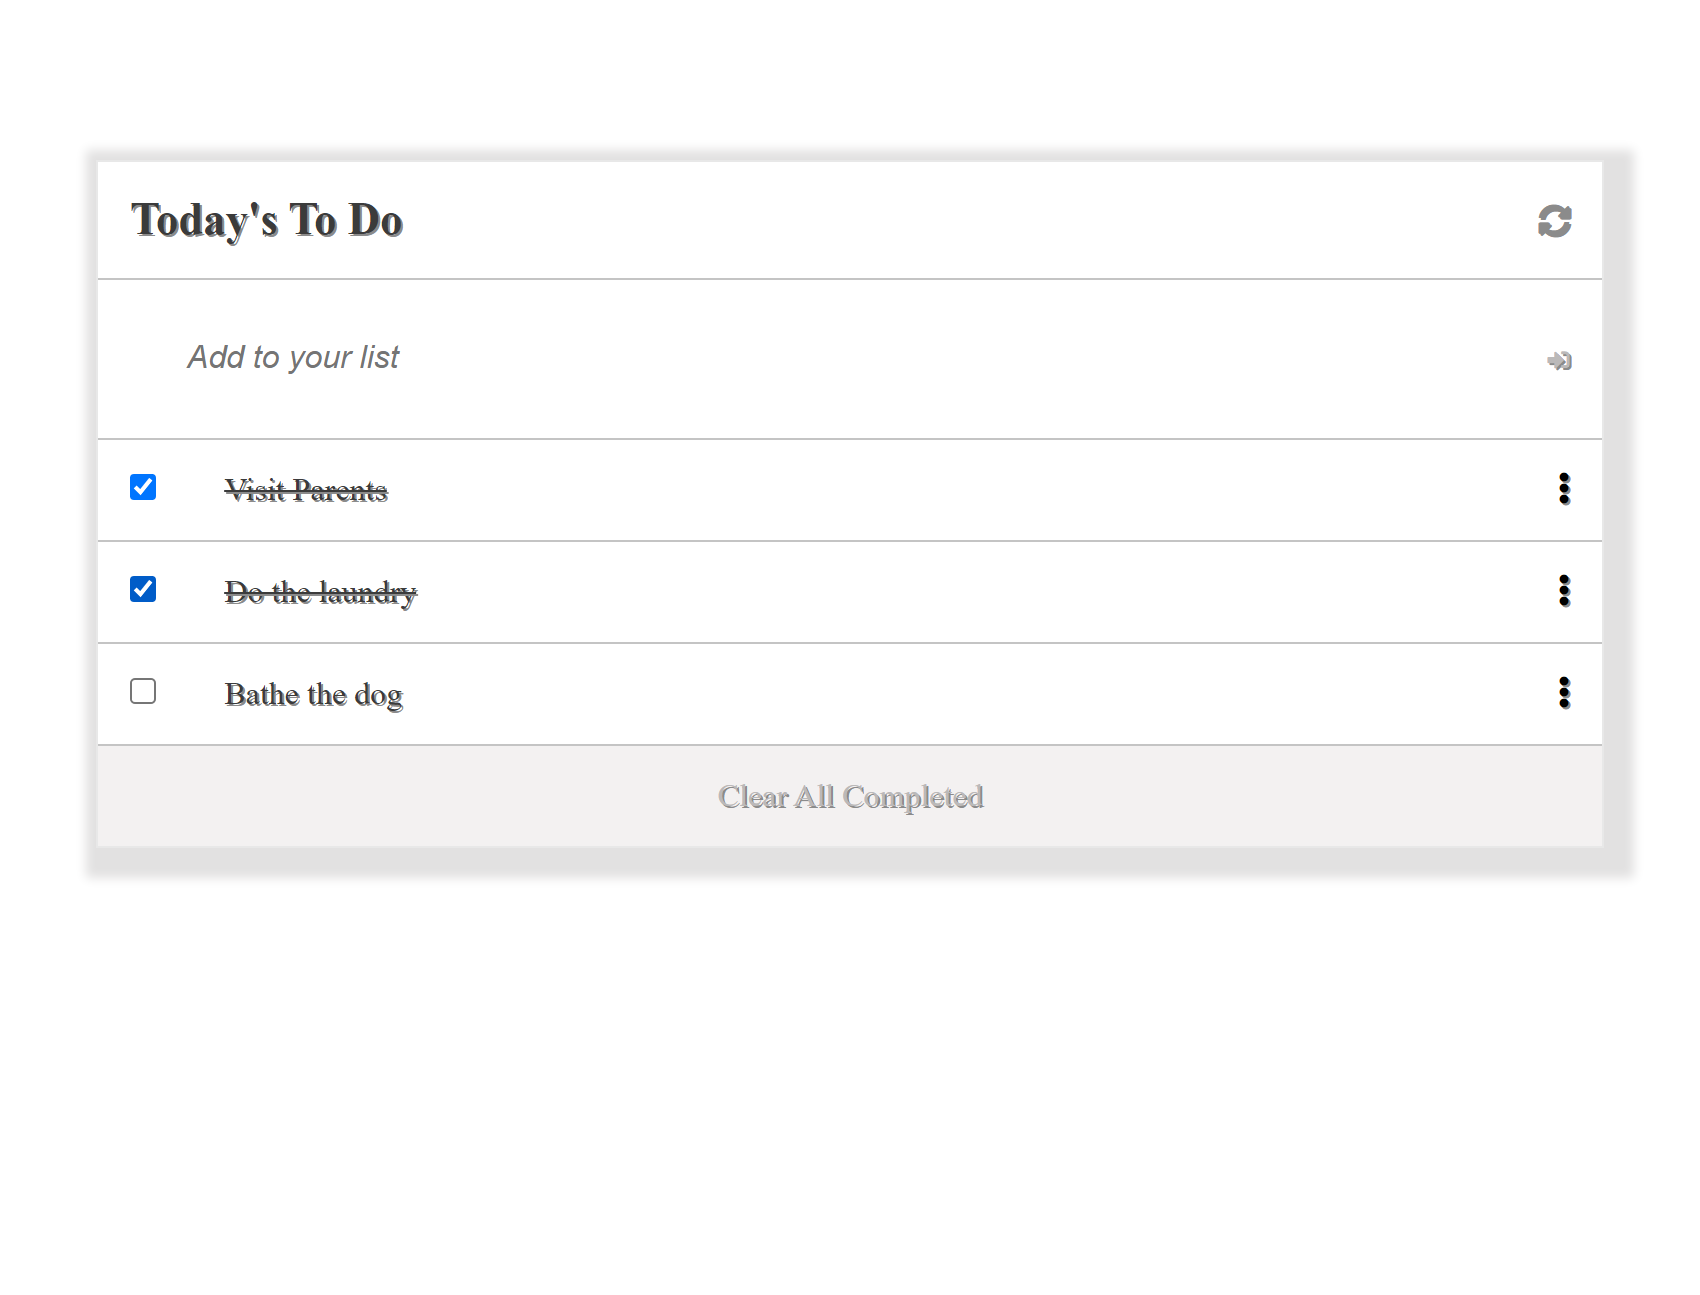 Today's To Do
Add to your list
Visit Parents
Do the laundry
Bathe the dog
Clear All Completed